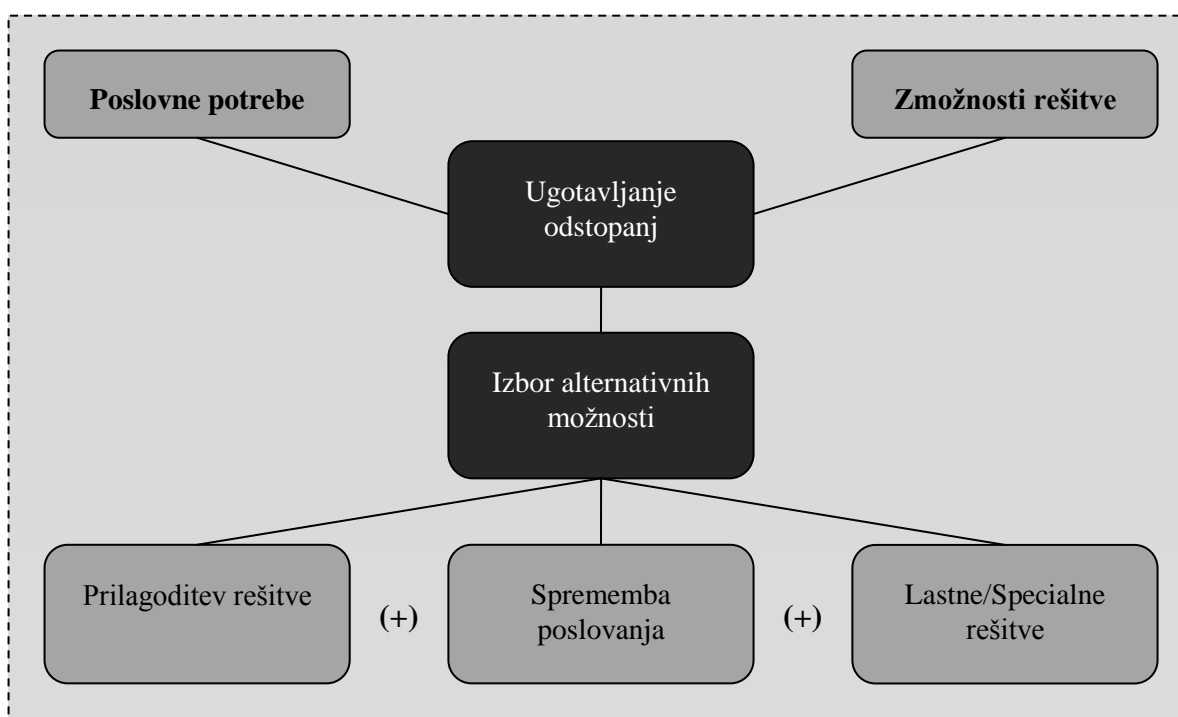 Poslovne potrebe
Zmožnosti rešitve
Ugotavljanje
odstopanj
Izbor alternativnih
možnosti
Prilagoditev rešitve
(+)
Sprememba
poslovanja
(+)
Lastne/Specialne
rešitve